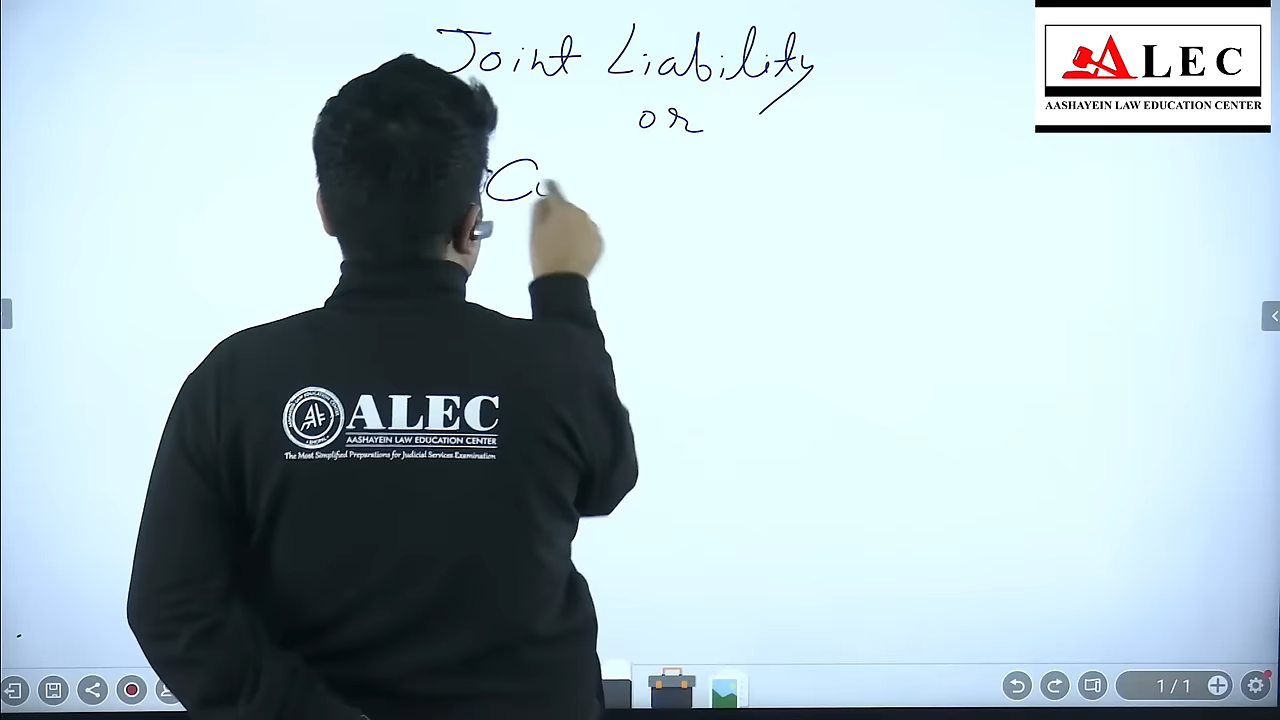 Joint Liability
or
ALEC
AASHAYEIN LAW EDUCATION CENTER
ALEC
AASHAYEIN LAW EDUCATION CENTER
The Most Simplified Preparations for Judicial Services Examination
1/1